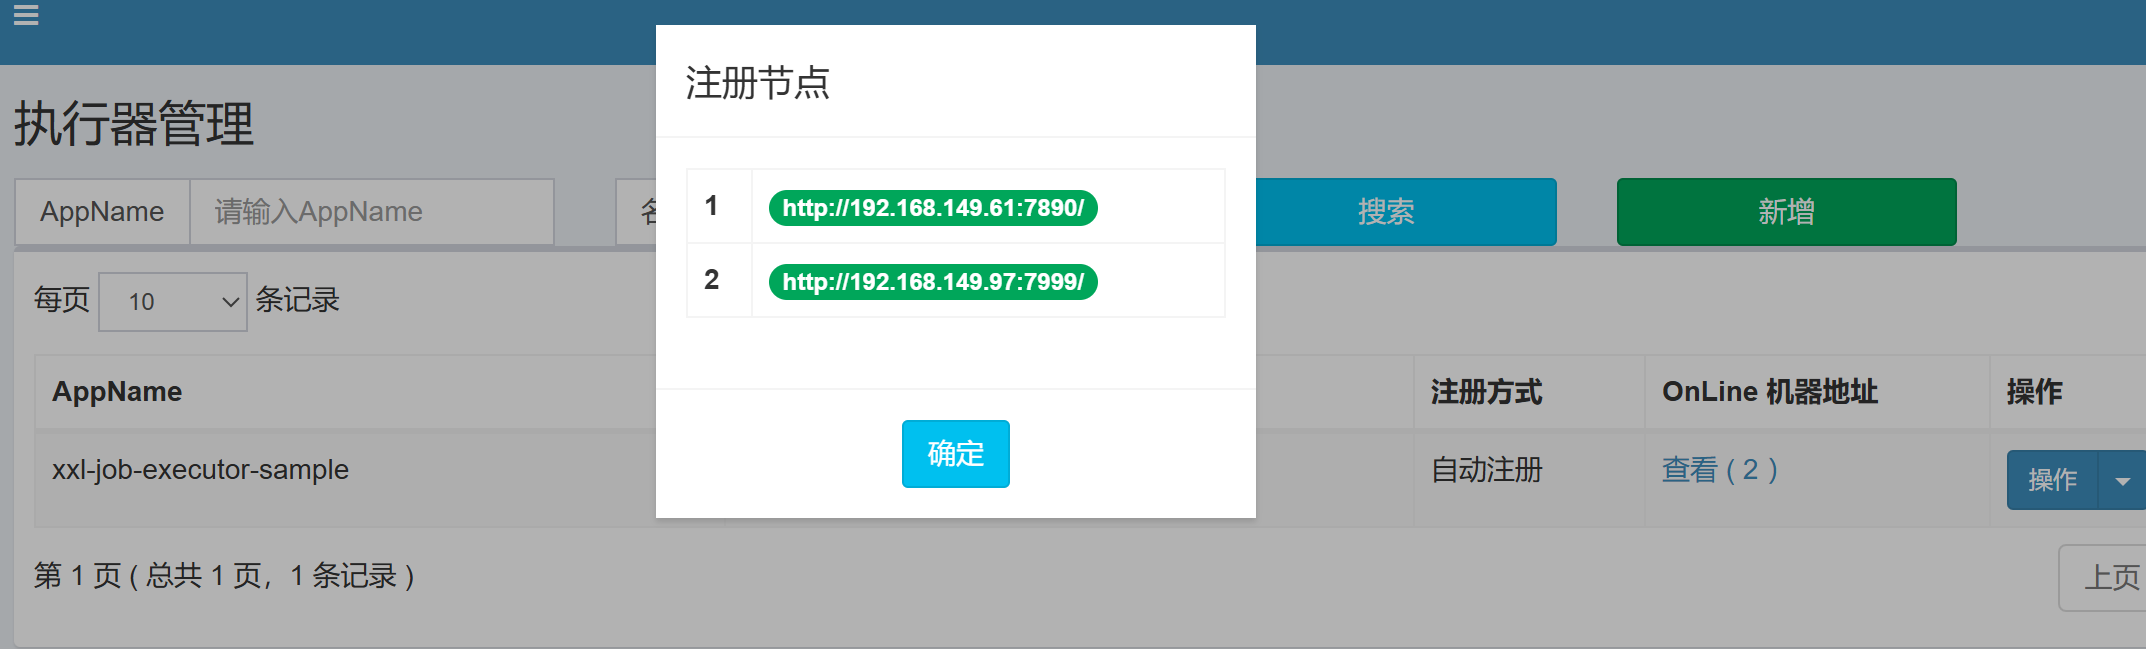 注册节点
1 http://192.168.149.61:7890/
2 http://192.168.149.97:7999/
确定
执行器管理
AppName 请输入AppName 搜索 新增
每页 10 条记录
AppName 注册方式 OnLine 机器地址 操作
xxl-job-executor-sample 自动注册 查看 ( 2 ) 操作
第 1 页 ( 总共 1 页，1 条记录 ) 上页